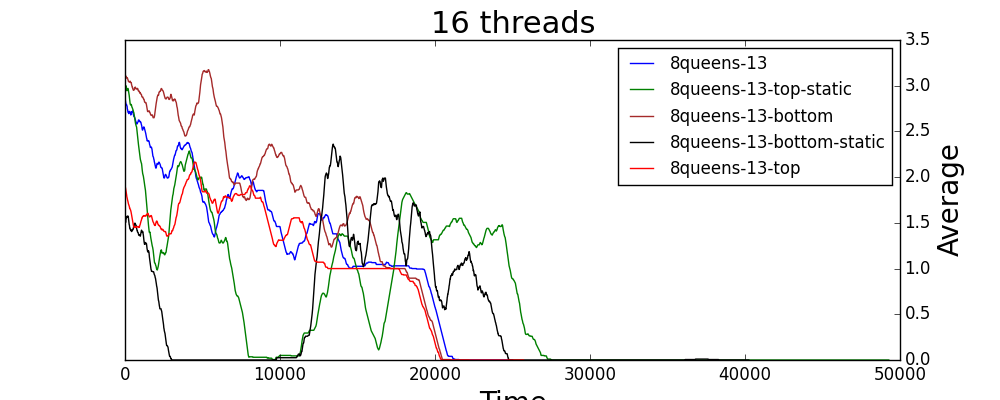 16 threads
8queens-13
8queens-13-top-static
8queens-13-bottom
8queens-13-bottom-static
8queens-13-top
3.5
3.0
2.5
2.0
1.5
1.0
0.5
0.0
Average
0 10000 20000 30000 40000 50000
Time